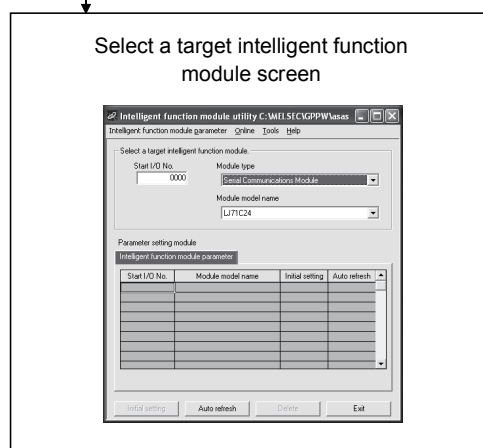 Select a target intelligent function
module screen
Intelligent function module utility C:\MELSEC\GPPW\asas
Intelligent function module parameter Online Tools Help
Select a target intelligent function module.
Start I/O No. Module type
0000 Serial Communications Module
Module model name
LJ71C24
Parameter setting module
Intelligent function module parameter
Start I/O No. Module model name Initial setting Auto refresh
Initial setting Auto refresh Delete Exit